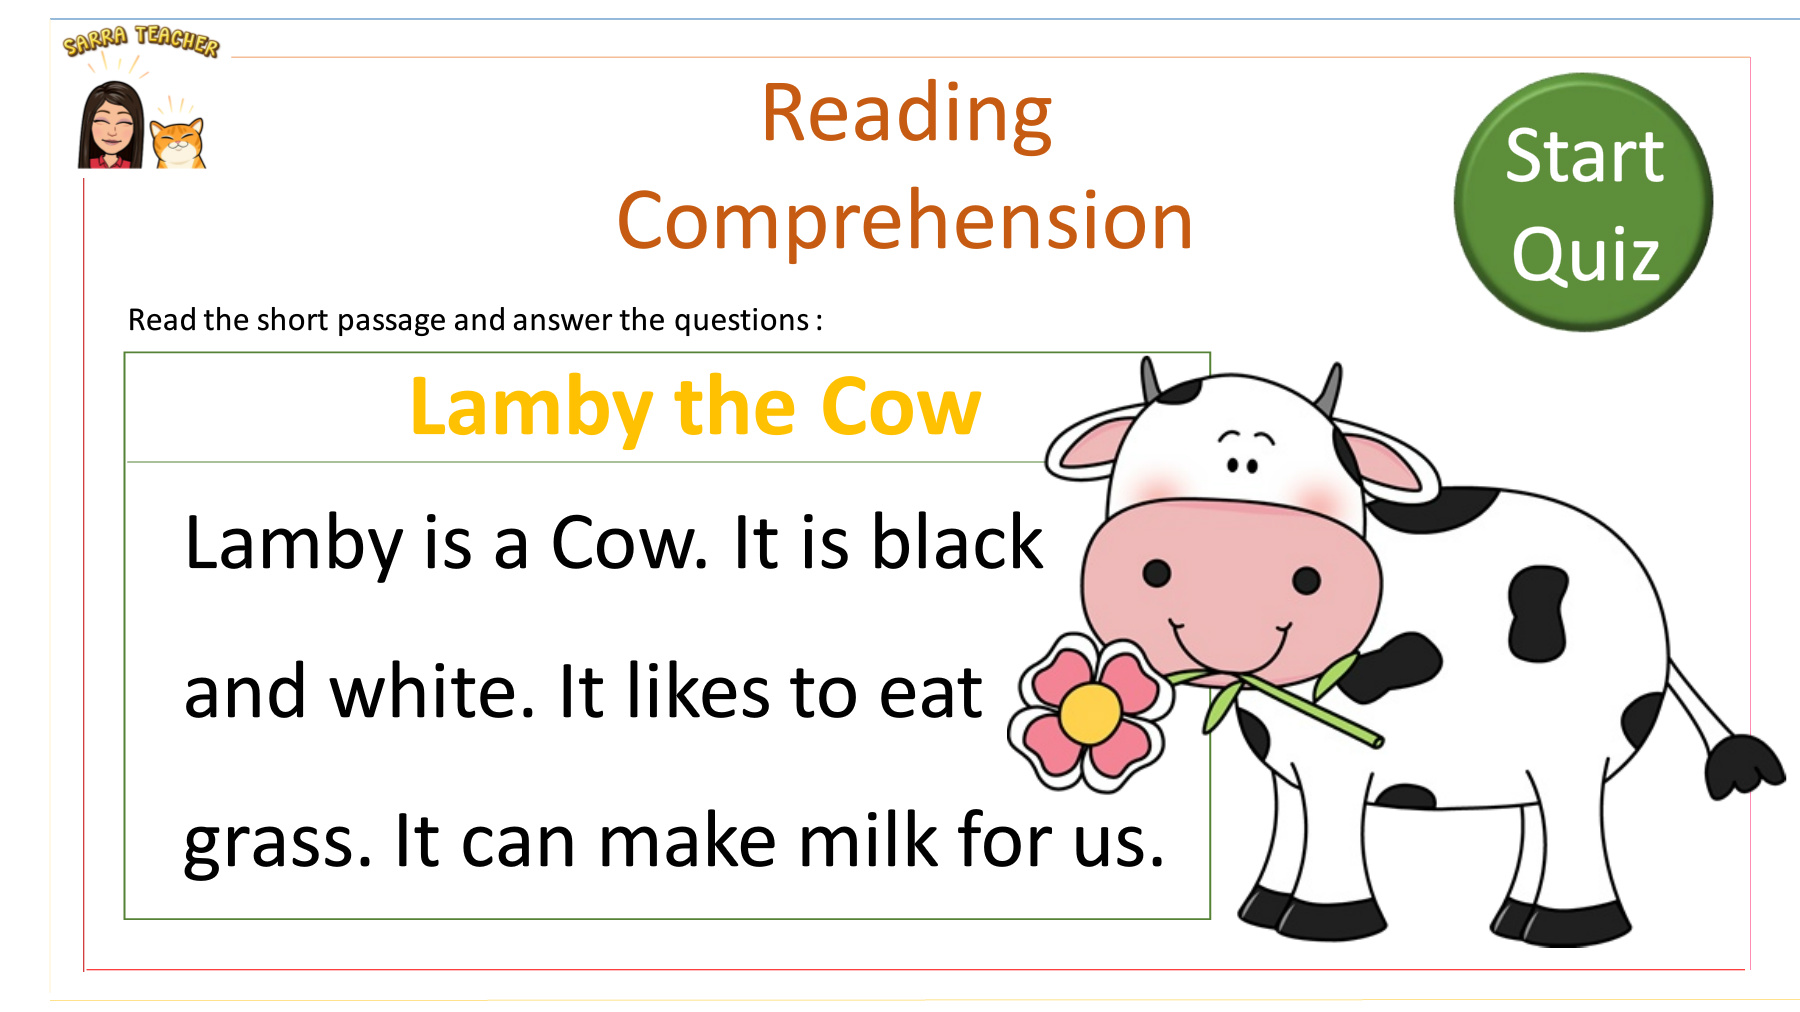 SARRA TEACHER
Reading
Comprehension
Start
Quiz
Read the short passage and answer the questions :
Lamby the Cow
Lamby is a Cow. It is black
and white. It likes to eat
grass. It can make milk for us.